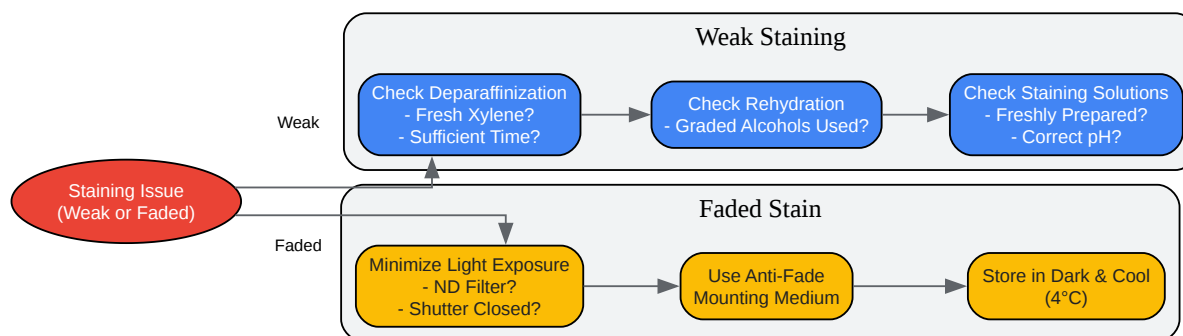 Weak Staining
Check Deparaffinization
- Fresh Xylene?
- Sufficient Time?
Check Rehydration
- Graded Alcohols Used?
Check Staining Solutions
- Freshly Prepared?
- Correct pH?
Weak
Staining Issue
(Weak or Faded)
Faded
Faded Stain
Minimize Light Exposure
- ND Filter?
- Shutter Closed?
Use Anti-Fade
Mounting Medium
Store in Dark & Cool
(4°C)